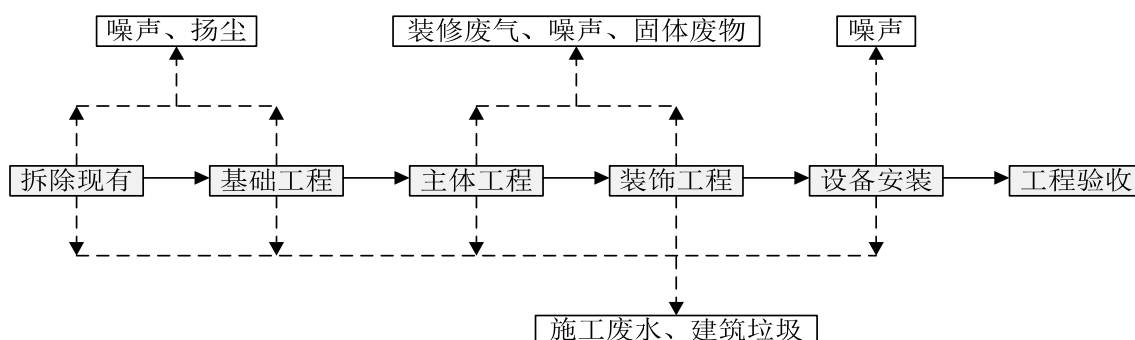 噪声、扬尘
装修废气、噪声、固体废物
噪声
拆除现有
基础工程
主体工程
装饰工程
设备安装
工程验收
施工废水、建筑垃圾